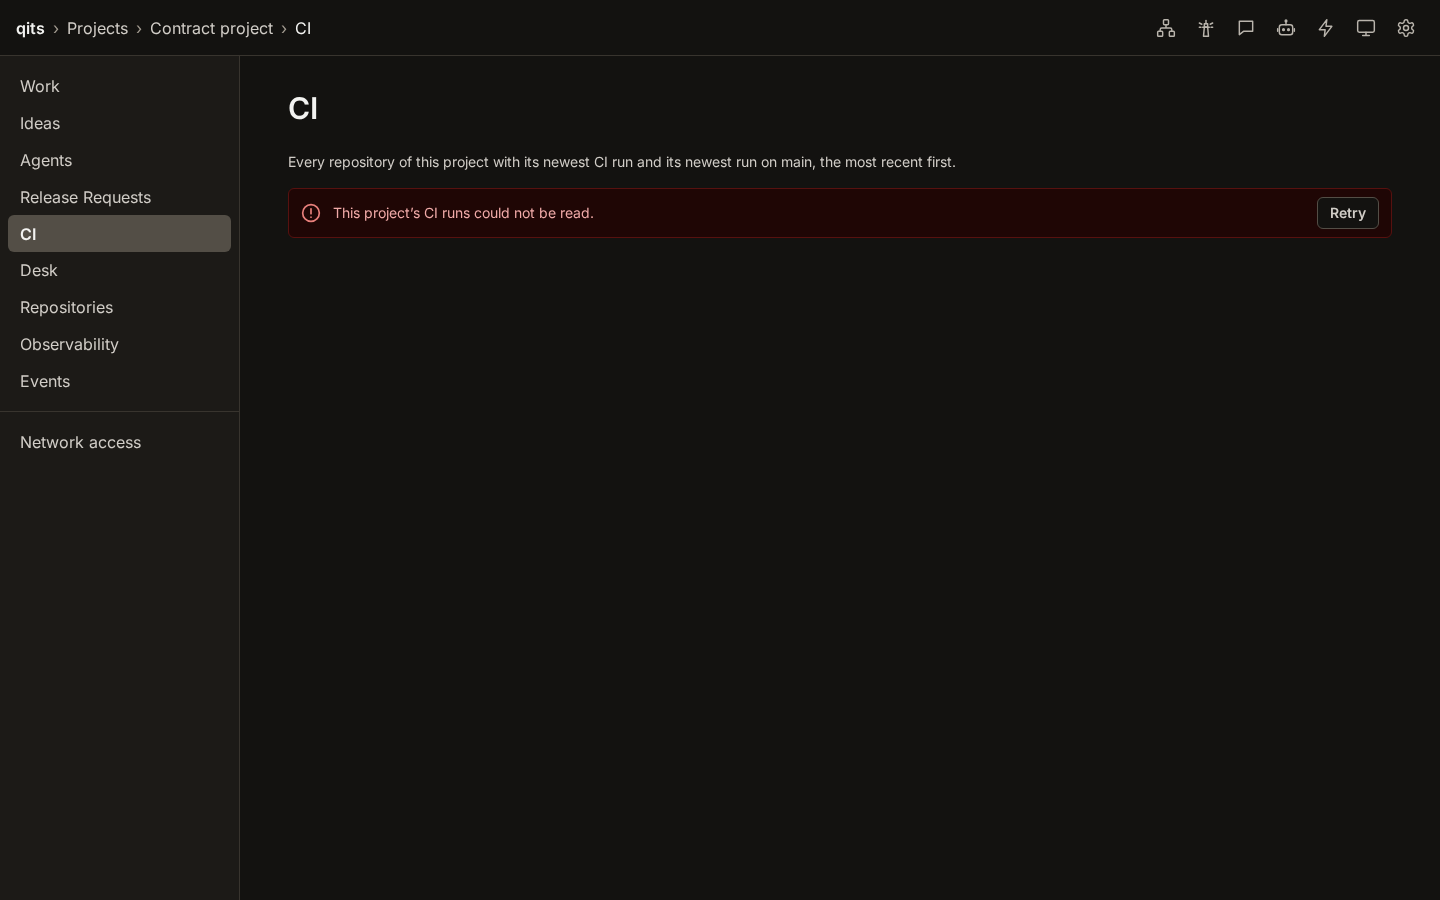 qits › Projects › Contract project › CI
Work
Ideas
Agents
Release Requests
CI
Desk
Repositories
Observability
Events
Network access
CI
Every repository of this project with its newest CI run and its newest run on main, the most recent first.
This project’s CI runs could not be read.
Retry